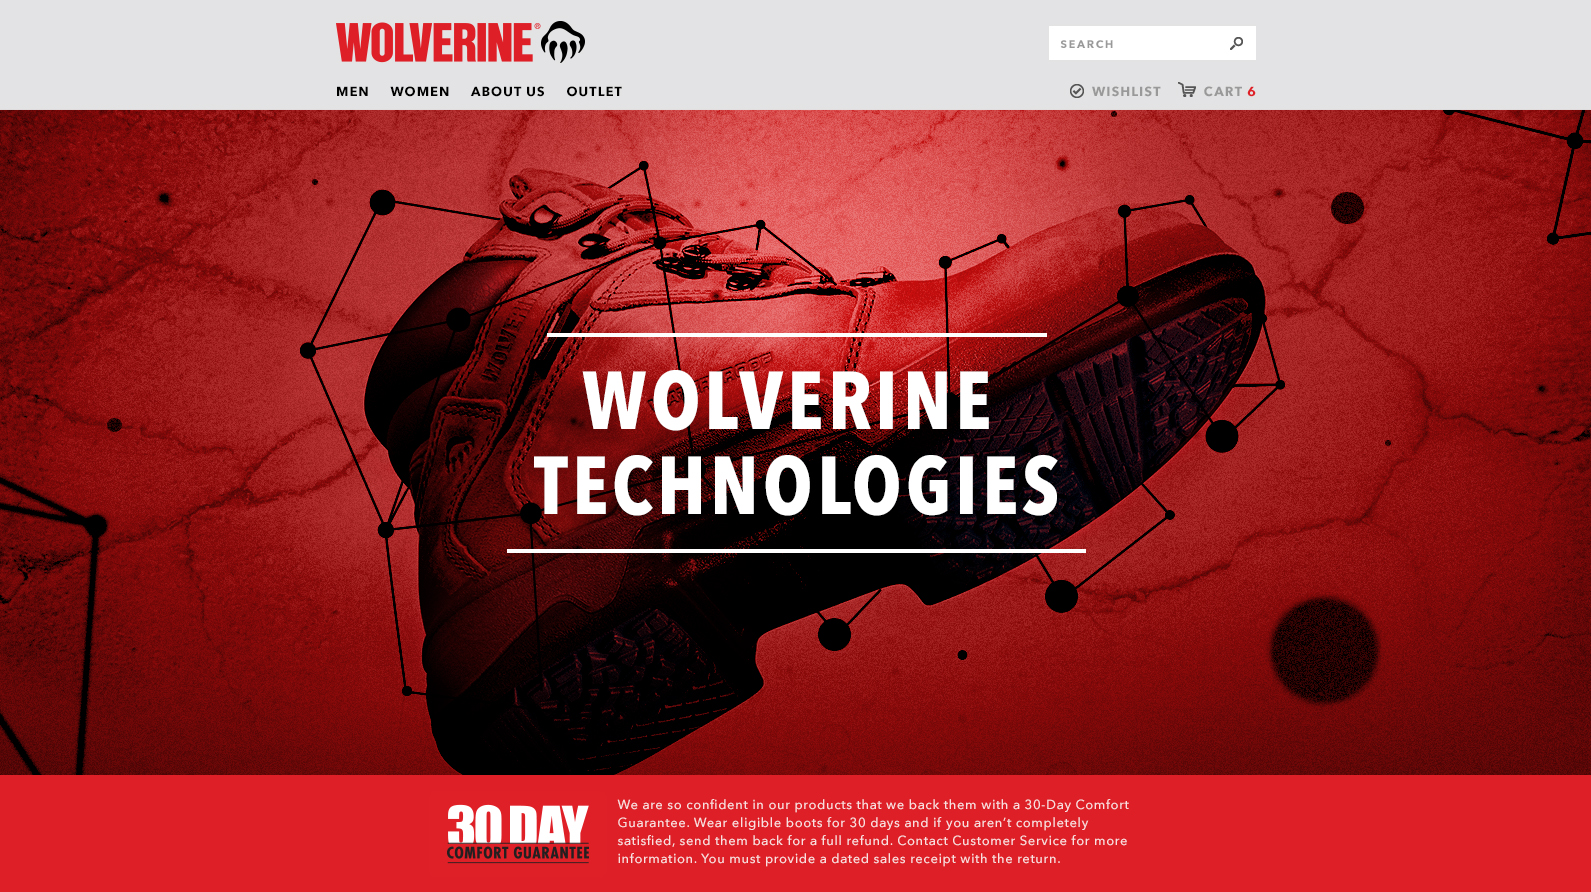 WOLVERINE®
SEARCH
MEN WOMEN ABOUT US OUTLET
WISHLIST CART 6
WOLVERINE
TECHNOLOGIES
30 DAY
COMFORT GUARANTEE
We are so confident in our products that we back them with a 30-Day Comfort
Guarantee. Wear eligible boots for 30 days and if you aren’t completely
satisfied, send them back for a full refund. Contact Customer Service for more
information. You must provide a dated sales receipt with the return.